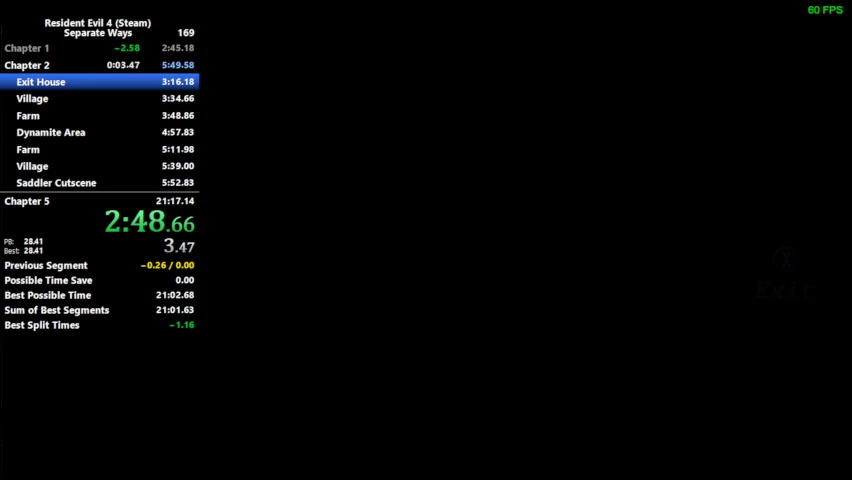 60 FPS
Resident Evil 4 (Steam)
Separate Ways 169
Chapter 1 −2.58 2:45.18
Chapter 2 0:03.47 5:49.58
Exit House 3:16.18
Village 3:34.66
Farm 3:48.86
Dynamite Area 4:57.83
Farm 5:11.98
Village 5:39.00
Saddler Cutscene 5:52.83
Chapter 5 21:17.14
2:48.66
PB: 28.41
Best: 28.41
3.47
Previous Segment −0.26 / 0.00
Possible Time Save 0.00
Best Possible Time 21:02.68
Sum of Best Segments 21:01.63
Best Split Times −1.16
Exit